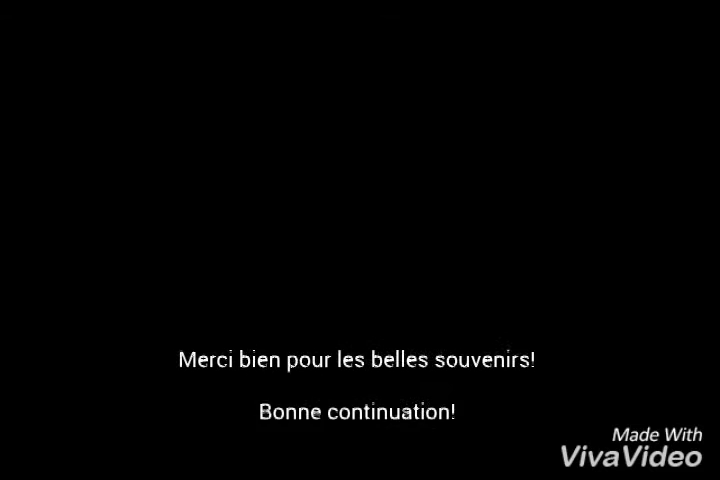 Merci bien pour les belles souvenirs!
Bonne continuation!
Made With
VivaVideo